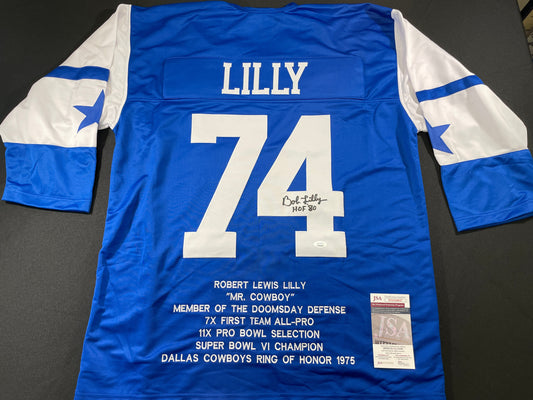 LILLY
74
Bob Lilly
HOF 80
ROBERT LEWIS LILLY
"MR. COWBOY"
MEMBER OF THE DOOMSDAY DEFENSE
7X FIRST TEAM ALL-PRO
11X PRO BOWL SELECTION
SUPER BOWL VI CHAMPION
DALLAS COWBOYS RING OF HONOR 1975
JSA
JSA